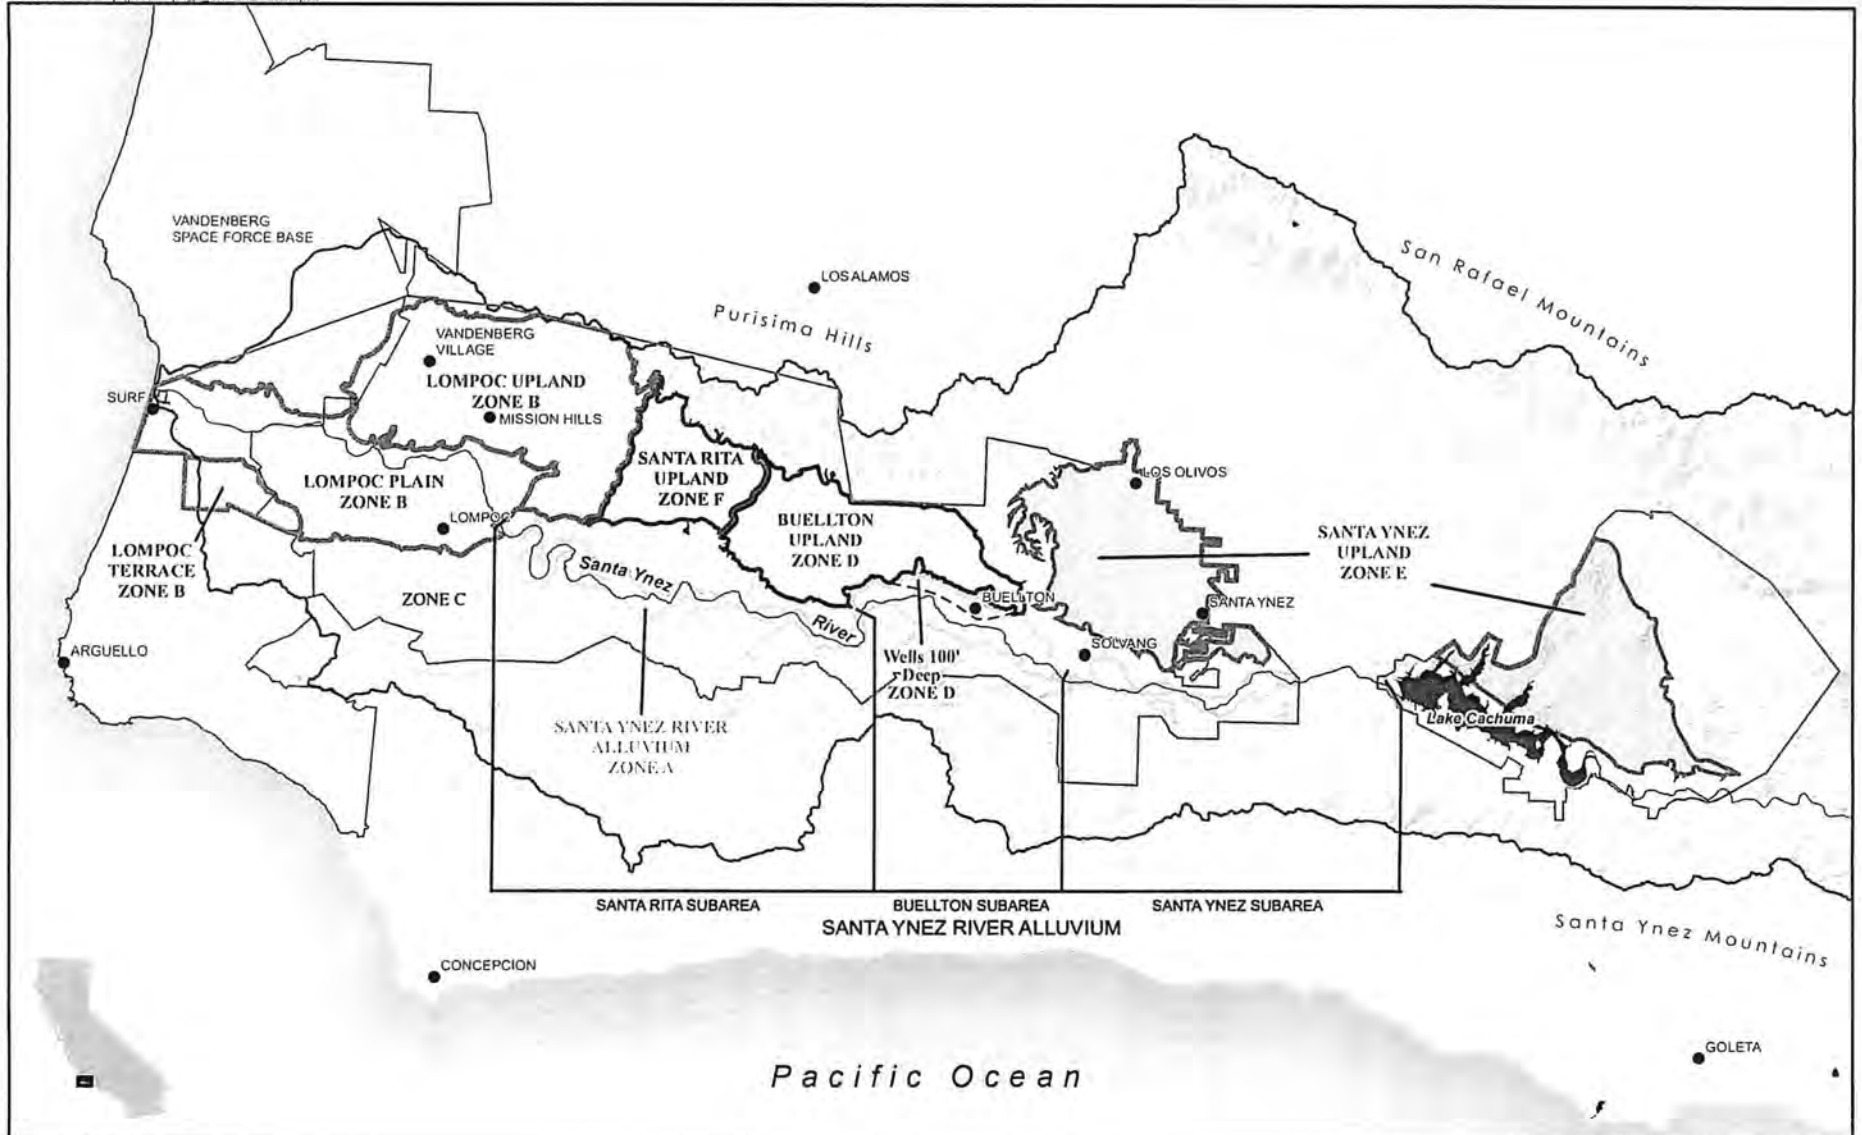 VANDENBERG
SPACE FORCE BASE
LOS ALAMOS
San Rafael Mountains
Purisima Hills
VANDENBERG
VILLAGE
LOMPOC UPLAND
ZONE B
SURF
MISSION HILLS
SANTA RITA
UPLAND
ZONE F
LOMPOC PLAIN
ZONE B
LOMPOC
LOS OLIVOS
BUELLTON
UPLAND
ZONE D
SANTA YNEZ
UPLAND
ZONE E
LOMPOC
TERRACE
ZONE B
ZONE C
Santa Ynez
River
BUELLTON
SANTA YNEZ
ARGUELLO
SOLVANG
Wells 100'
Deep
ZONE D
SANTA YNEZ RIVER
ALLUVIUM
ZONE A
Lake Cachuma
SANTA RITA SUBAREA
BUELLTON SUBAREA
SANTA YNEZ SUBAREA
SANTA YNEZ RIVER ALLUVIUM
Santa Ynez Mountains
CONCEPCION
GOLETA
Pacific Ocean